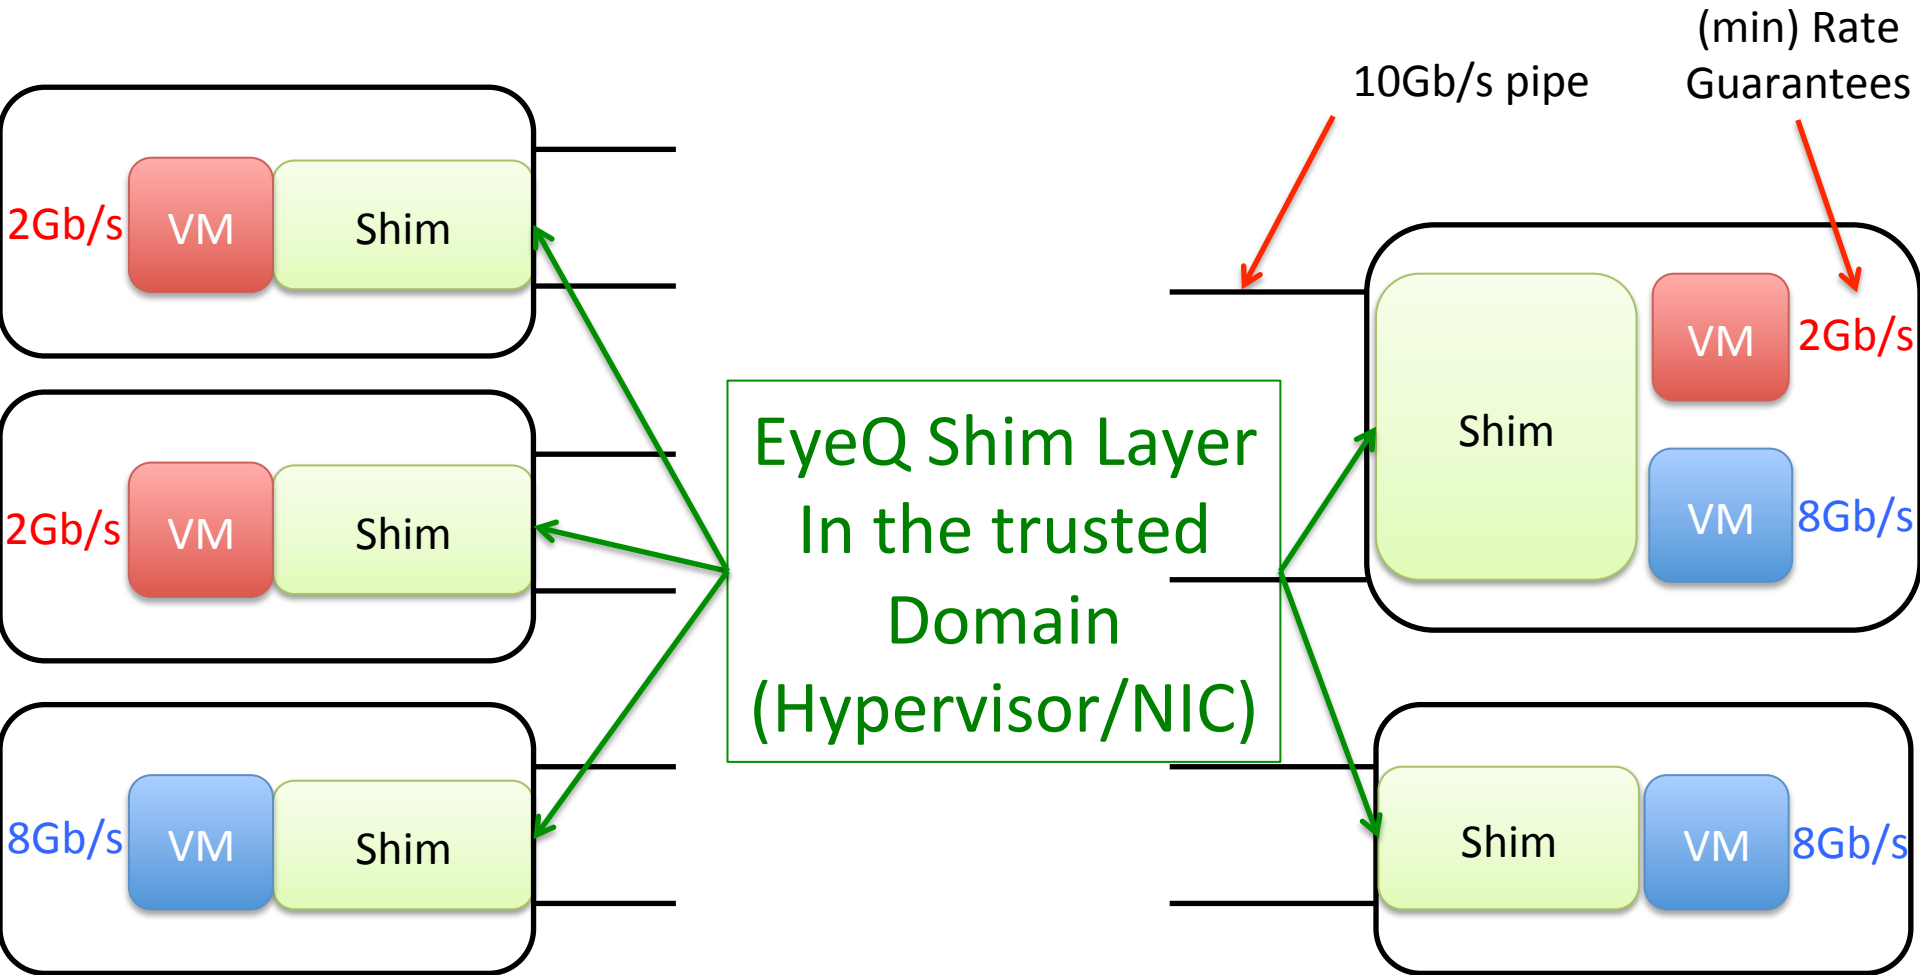 (min) Rate
Guarantees
10Gb/s pipe
2Gb/s VM Shim
2Gb/s VM Shim
8Gb/s VM Shim
EyeQ Shim Layer
In the trusted
Domain
(Hypervisor/NIC)
Shim
VM 2Gb/s
VM 8Gb/s
Shim VM 8Gb/s